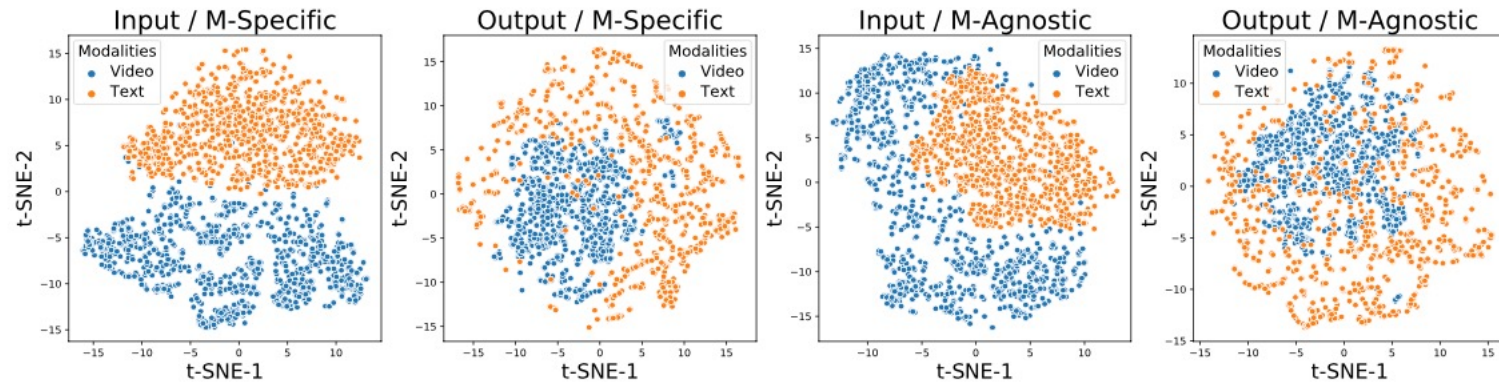 Input / M-Specific
Modalities
Video
Text
t-SNE-2
15
10
5
0
−5
−10
−15
−15
−10
−5
0
5
10
t-SNE-1
Output / M-Specific
Modalities
Video
Text
t-SNE-2
15
10
5
0
−5
−10
−15
−15
−10
−5
0
5
10
15
t-SNE-1
Input / M-Agnostic
Modalities
Video
Text
t-SNE-2
15
10
5
0
−5
−10
−15
−10
−5
0
5
10
t-SNE-1
Output / M-Agnostic
Modalities
Video
Text
t-SNE-2
10
5
0
−5
−10
−15
−15
−10
−5
0
5
10
15
t-SNE-1